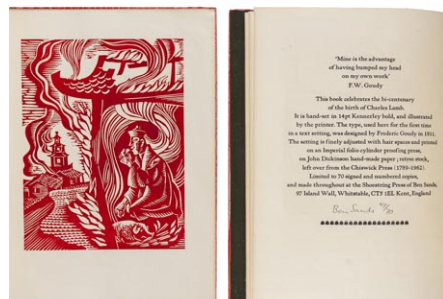 'Mine is the advantage
of having bumped my head
on my own work'
F.W. Goudy
This book celebrates the bi-centenary
of the birth of Charles Lamb.
It is hand-set in 14pt Kennerley bold, and illustrated
by the printer. The type, used here for the first time
in a text setting, was designed by Frederic Goudy in 1911.
The setting is finely adjusted with hair spaces and printed
on an Imperial folio cylinder proofing press,
on John Dickinson hand-made paper; retree stock,
left over from the Chiswick Press (1789-1962).
Limited to 70 signed and numbered copies,
and made throughout at the Shoestring Press of Ben Sands,
97 Island Wall, Whitstable, CT5 1EL Kent, England
Ben Sands